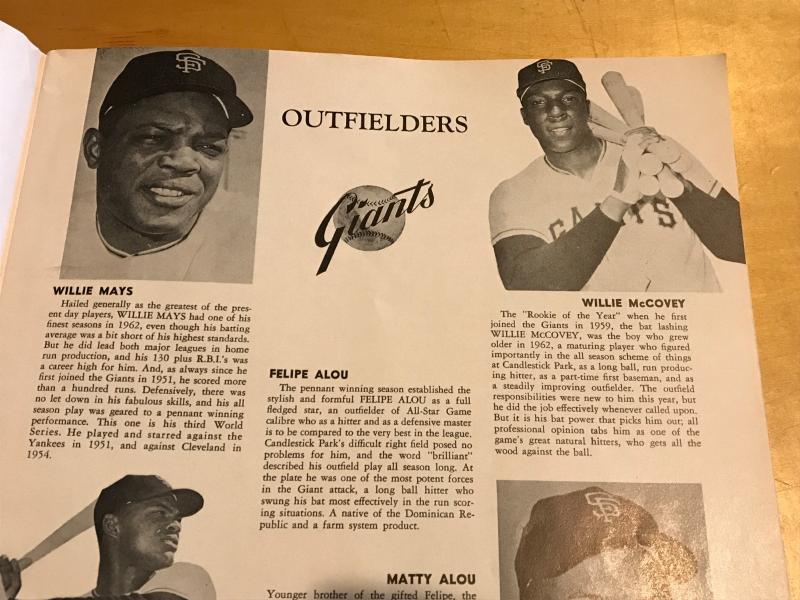 SF
SF
OUTFIELDERS
Giants
GANTS
WILLIE MAYS
Hailed generally as the greatest of the pres-
ent day players, WILLIE MAYS had one of his
finest seasons in 1962, even though his batting
average was a bit short of his highest standards.
But he did lead both major leagues in home
run production, and his 130 plus R.B.I.'s was
a career high for him. And, as always since he
first joined the Giants in 1951, he scored more
than a hundred runs. Defensively, there was
no let down in his fabulous skills, and his all
season play was geared to a pennant winning
performance. This one is his third World
Series. He played and starred against the
Yankees in 1951, and against Cleveland in
1954.
FELIPE ALOU
The pennant winning season established the
stylish and formful FELIPE ALOU as a full
fledged star, an outfielder of All-Star Game
calibre who as a hitter and as a defensive master
is to be compared to the very best in the league.
Candlestick Park's difficult right field posed no
problems for him, and the word "brilliant"
described his outfield play all season long. At
the plate he was one of the most potent forces
in the Giant attack, a long ball hitter who
swung his bat most effectively in the run scor-
ing situations. A native of the Dominican Re-
public and a farm system product.
WILLIE McCOVEY
The "Rookie of the Year" when he first
joined the Giants in 1959, the bat lashing
WILLIE McCOVEY, was the boy who grew
older in 1962, a maturing player who figured
importantly in the all season scheme of things
at Candlestick Park, as a long ball, run produc-
ing hitter, as a part-time first baseman, and as
a steadily improving outfielder. The outfield
responsibilities were new to him this year, but
he did the job effectively whenever called upon.
But it is his bat power that picks him out; all
professional opinion tabs him as one of the
game's great natural hitters, who gets all the
wood against the ball.
SF
MATTY ALOU
Younger brother of the gifted Felipe, the